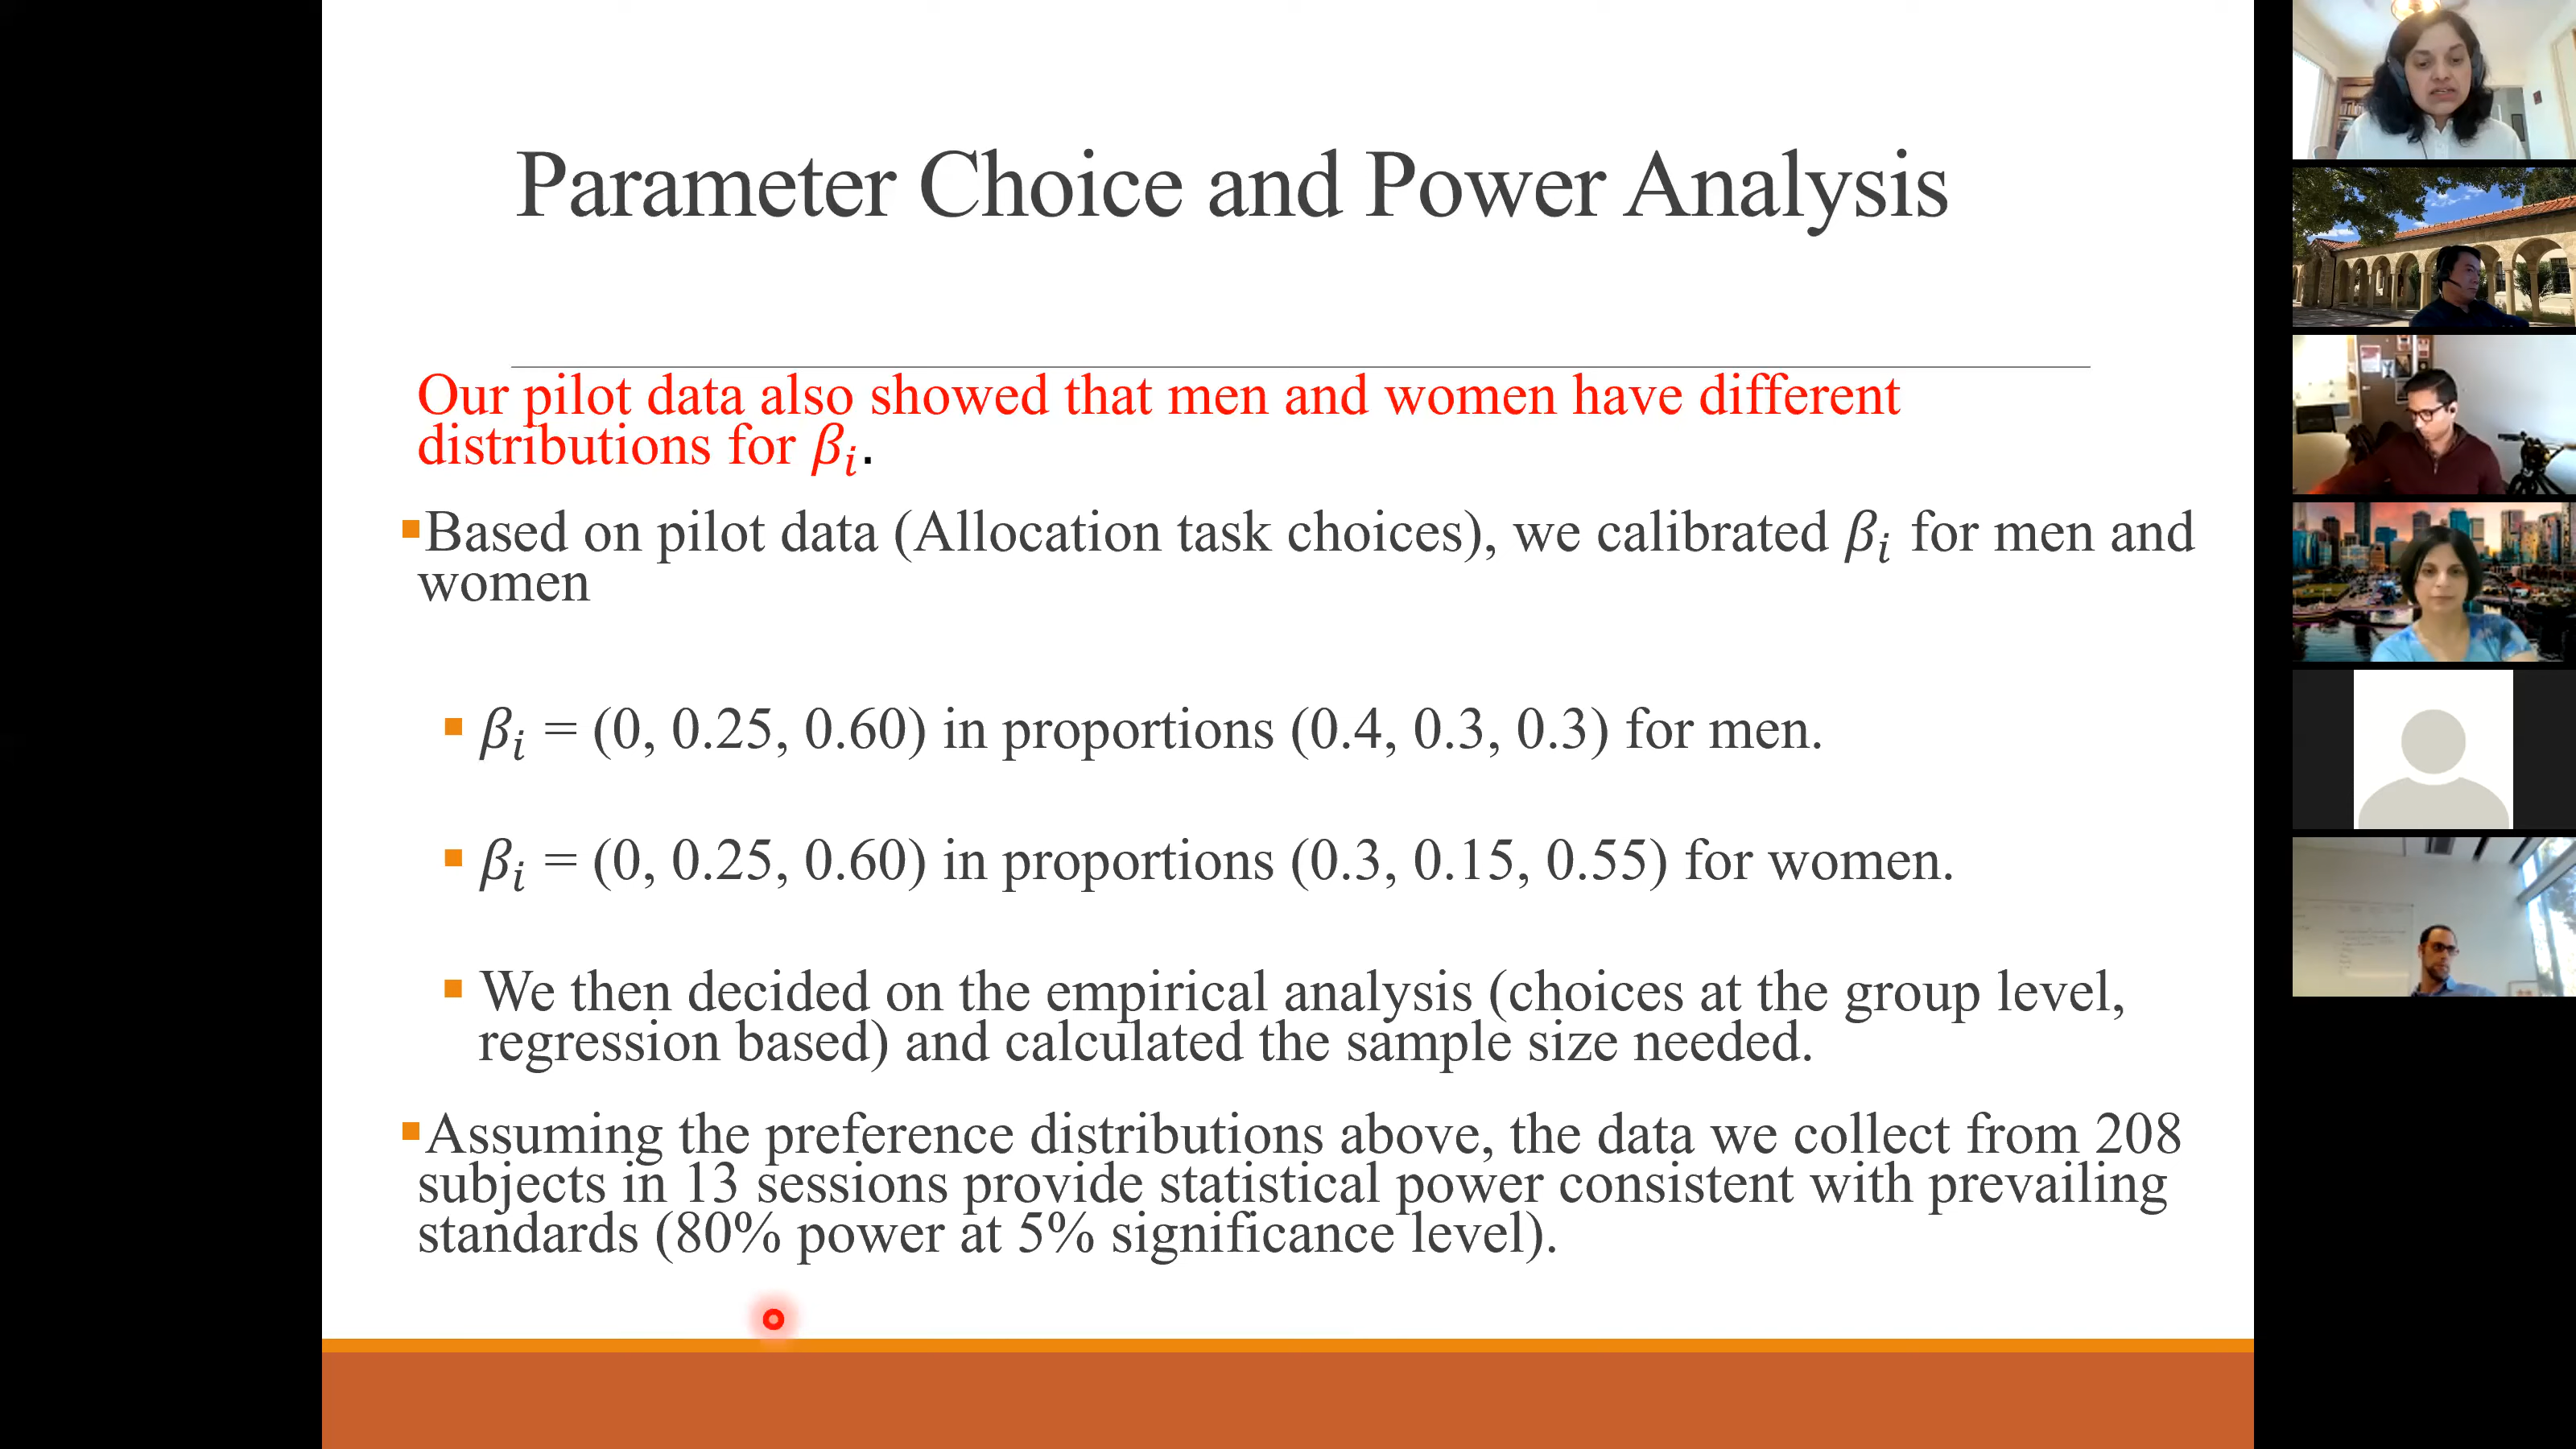 Parameter Choice and Power Analysis
Our pilot data also showed that men and women have different
distributions for βᵢ.
▪Based on pilot data (Allocation task choices), we calibrated βᵢ for men and
women
▪ βᵢ = (0, 0.25, 0.60) in proportions (0.4, 0.3, 0.3) for men.
▪ βᵢ = (0, 0.25, 0.60) in proportions (0.3, 0.15, 0.55) for women.
▪ We then decided on the empirical analysis (choices at the group level,
regression based) and calculated the sample size needed.
▪Assuming the preference distributions above, the data we collect from 208
subjects in 13 sessions provide statistical power consistent with prevailing
standards (80% power at 5% significance level).